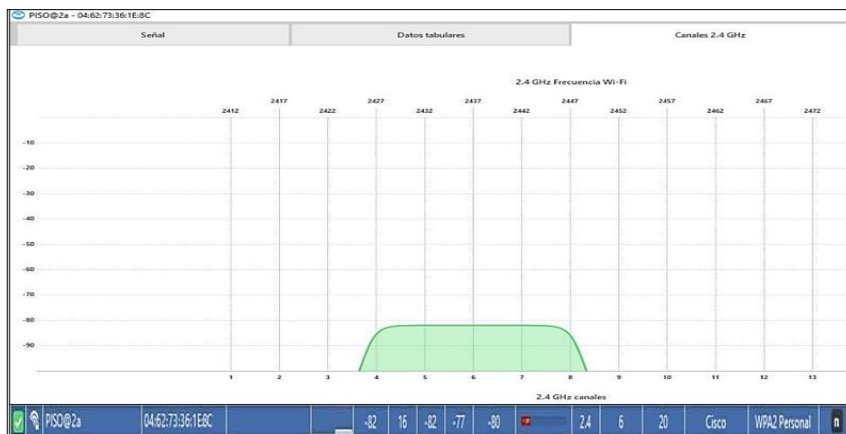 PISO@2a - 04:62:73:36:1E:8C
Señal Datos tabulares Canales 2.4 GHz
2.4 GHz Frecuencia Wi-Fi
2412 2417 2422 2427 2432 2437 2442 2447 2452 2457 2462 2467 2472
-10
-20
-30
-40
-50
-60
-70
-80
-90
1 2 3 4 5 6 7 8 9 10 11 12 13
2.4 GHz canales
PISO@2a 04:62:73:36:1E:8C -82 16 -82 -77 -80 2.4 6 20 Cisco WPA2 Personal n